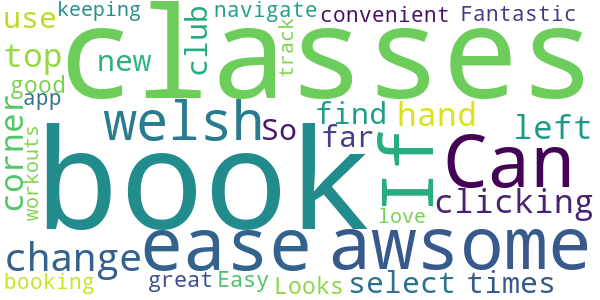 keeping
navigate
convenient
Fantastic
use
classes
club
track
top
new
good
app
corner
workouts
welsh
So
find
hand
far
left
book
If
Can
clicking
love
change
ease
awsome
booking
great
Easy
Looks
select
times